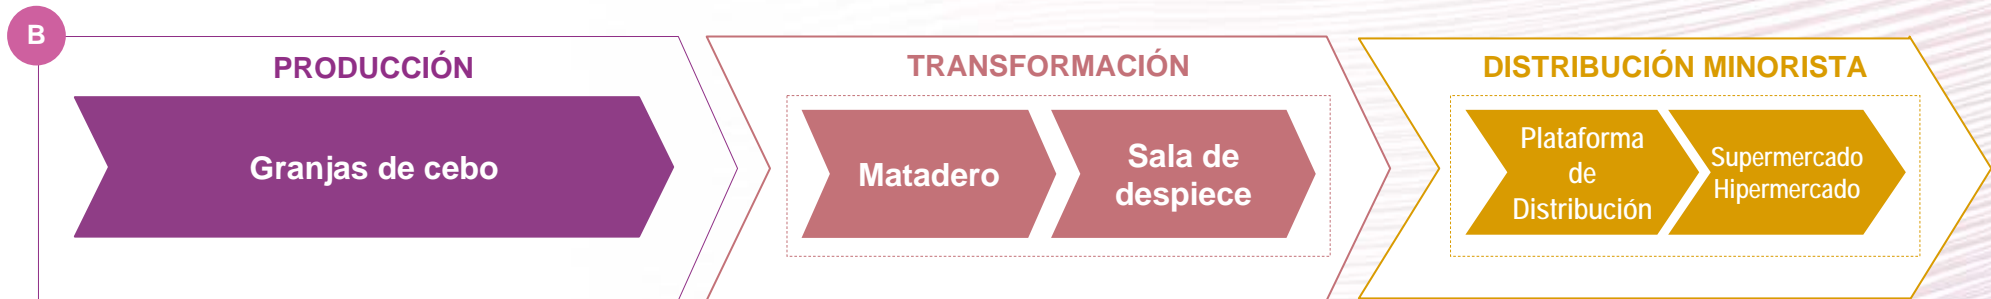 B
PRODUCCIÓN
Granjas de cebo
TRANSFORMACIÓN
Matadero
Sala de
despiece
DISTRIBUCIÓN MINORISTA
Plataforma
de
Distribución
Supermercado
Hipermercado